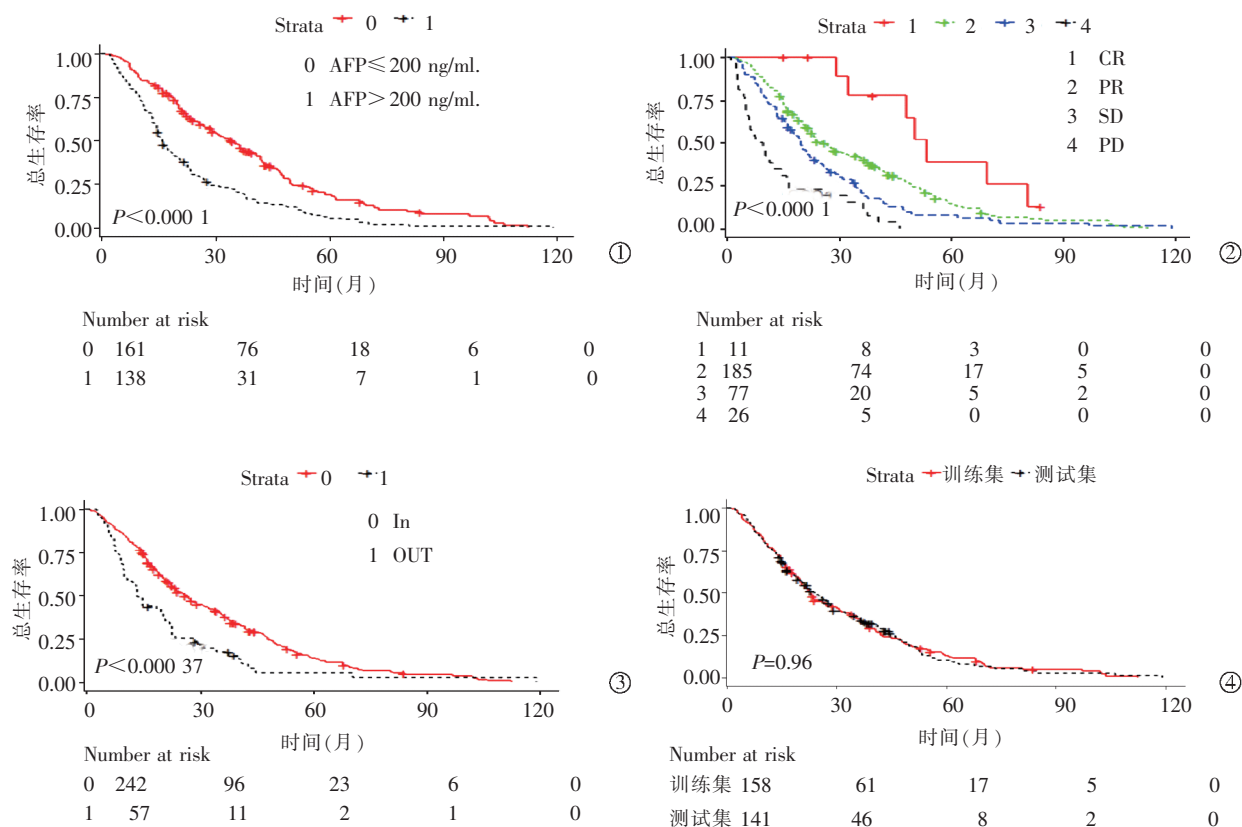 Strata 0 1
0 AFP≤200 ng/ml.
1 AFP>200 ng/ml.
总生存率
1.00
0.75
0.50
0.25
0.00
P<0.000 1
0 30 60 90 120
时间(月)
①
Number at risk
0 161 76 18 6 0
1 138 31 7 1 0
Strata 1 2 3 4
1 CR
2 PR
3 SD
4 PD
总生存率
1.00
0.75
0.50
0.25
0.00
P<0.000 1
0 30 60 90 120
时间(月)
②
Number at risk
1 11 8 3 0 0
2 185 74 17 5 0
3 77 20 5 2 0
4 26 5 0 0 0
Strata 0 1
0 In
1 OUT
总生存率
1.00
0.75
0.50
0.25
0.00
P<0.000 37
0 30 60 90 120
时间(月)
③
Number at risk
0 242 96 23 6 0
1 57 11 2 1 0
Strata 训练集 测试集
总生存率
1.00
0.75
0.50
0.25
0.00
P=0.96
0 30 60 90 120
时间(月)
④
Number at risk
训练集 158 61 17 5 0
测试集 141 46 8 2 0